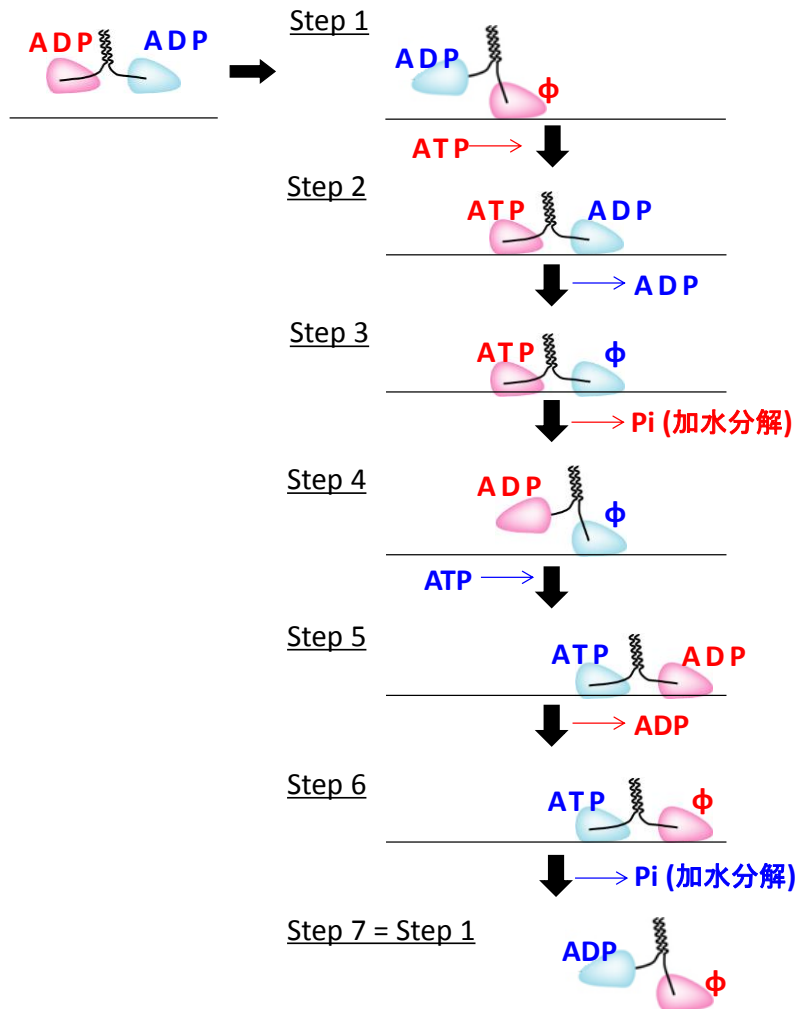 ADP ADP
Step 1
ADP
Φ
ATP
Step 2
ATP ADP
ADP
Step 3
ATP Φ
Pi (加水分解)
Step 4
ADP
Φ
ATP
Step 5
ATP ADP
ADP
Step 6
ATP Φ
Pi (加水分解)
Step 7 = Step 1
ADP
Φ